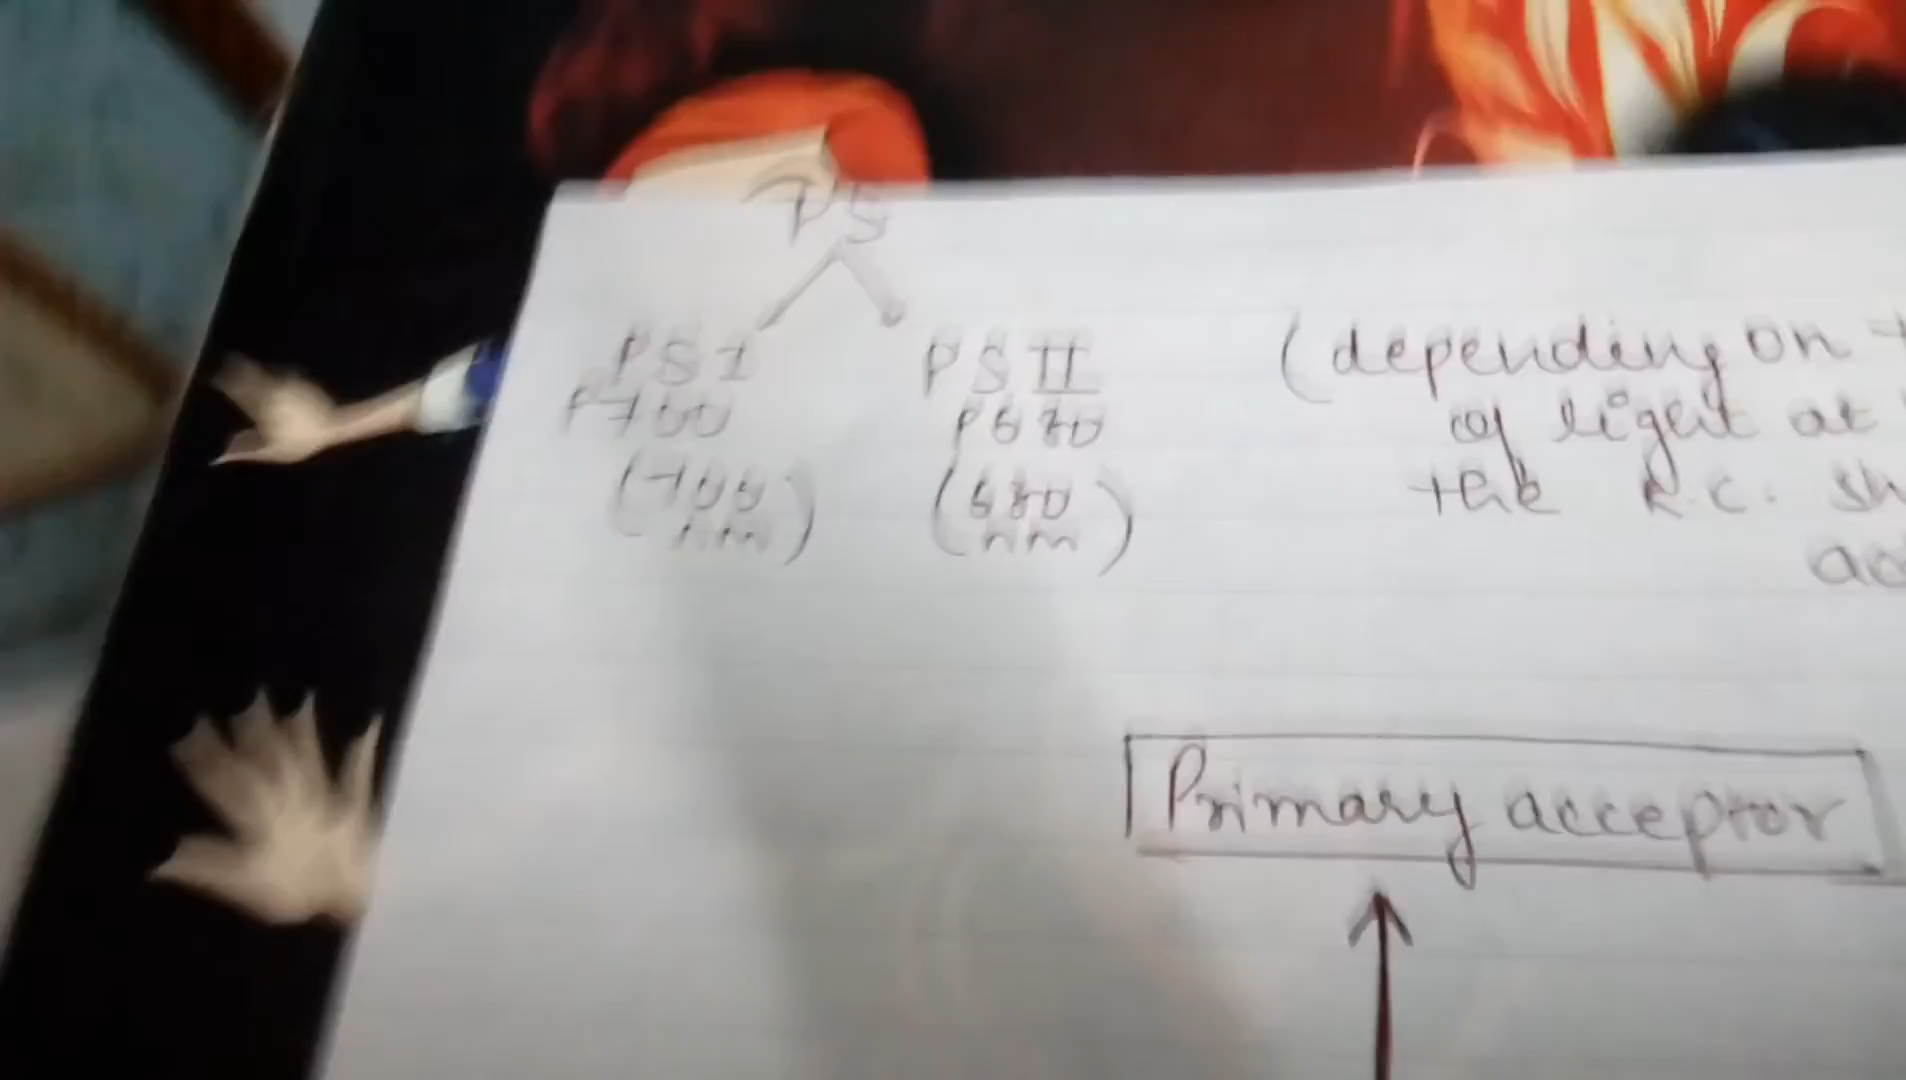 PS
PS I PS II
P700 P680
(700 nm) (680 nm)
(depending on
of light at
the R.C.
Primary acceptor